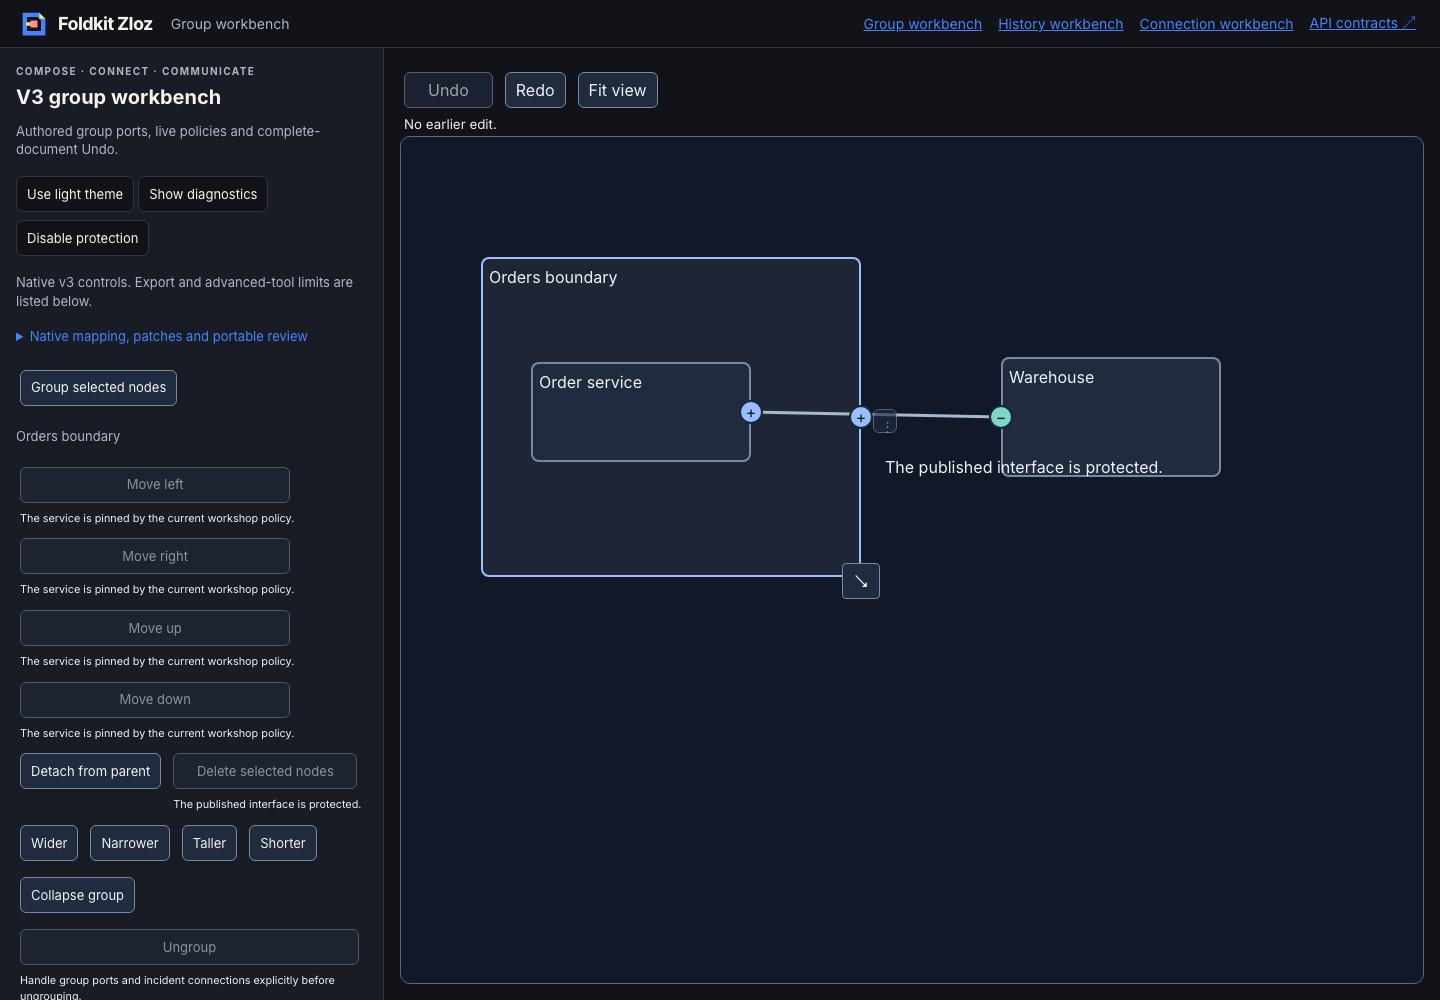 Foldkit Zloz
Group workbench
Group workbench
History workbench
Connection workbench
API contracts ↗
COMPOSE · CONNECT · COMMUNICATE
V3 group workbench
Authored group ports, live policies and complete-
document Undo.
Use light theme
Show diagnostics
Disable protection
Native v3 controls. Export and advanced-tool limits are
listed below.
Native mapping, patches and portable review
Group selected nodes
Orders boundary
Move left
The service is pinned by the current workshop policy.
Move right
The service is pinned by the current workshop policy.
Move up
The service is pinned by the current workshop policy.
Move down
The service is pinned by the current workshop policy.
Detach from parent
Delete selected nodes
The published interface is protected.
Wider
Narrower
Taller
Shorter
Collapse group
Ungroup
Handle group ports and incident connections explicitly before
ungrouping.
Undo
Redo
Fit view
No earlier edit.
Orders boundary
Order service
Warehouse
The published interface is protected.